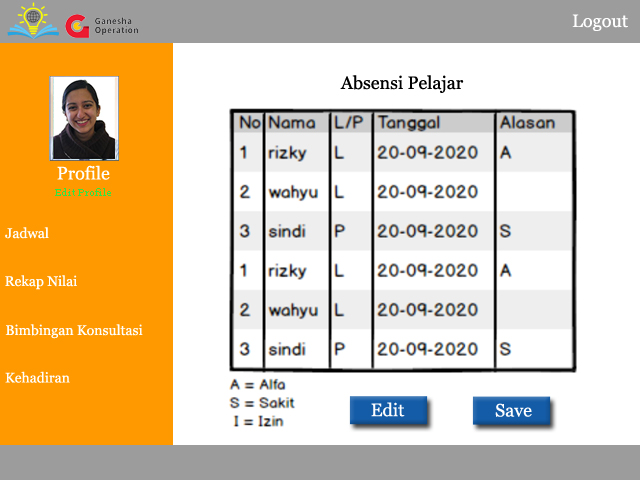 Ganesha
Operation
Logout
Absensi Pelajar
Profile
Edit Profile
Jadwal
Rekap Nilai
Bimbingan Konsultasi
Kehadiran
No Nama L/P Tanggal Alasan
1 rizky L 20-09-2020 A
2 wahyu L 20-09-2020
3 sindi P 20-09-2020 S
1 rizky L 20-09-2020 A
2 wahyu L 20-09-2020
3 sindi P 20-09-2020 S
A = Alfa
S = Sakit
I = Izin
Edit Save